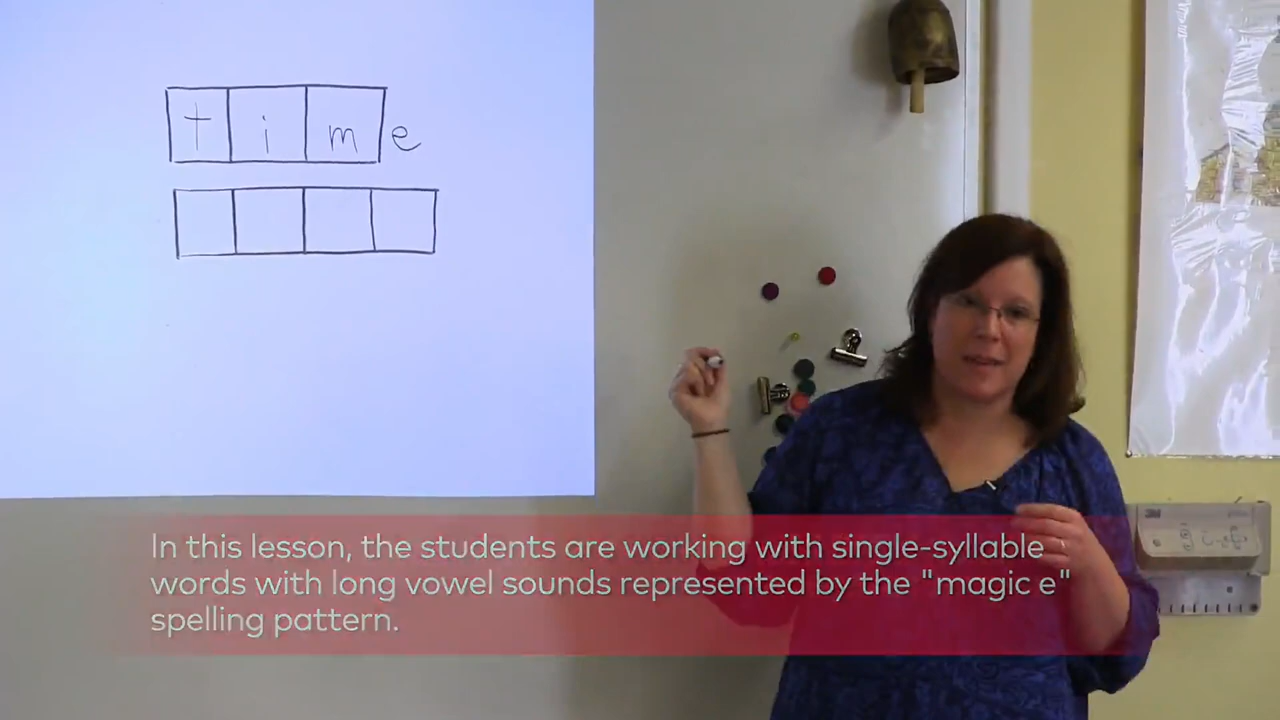 time
In this lesson, the students are working with single-syllable
words with long vowel sounds represented by the "magic e"
spelling pattern.